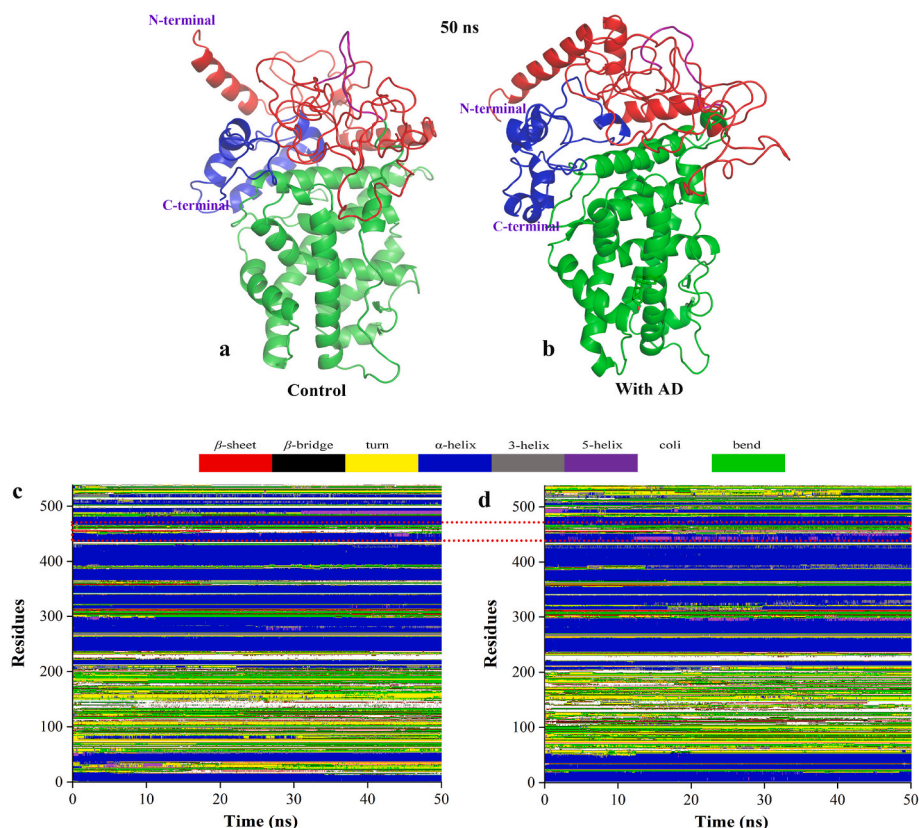 50 ns
N-terminal
C-terminal
a
Control
N-terminal
C-terminal
b
With AD
β-sheet β-bridge turn α-helix 3-helix 5-helix coli bend
c
Residues
500
400
300
200
100
0
0 10 20 30 40 50
Time (ns)
d
Residues
500
400
300
200
100
0
0 10 20 30 40 50
Time (ns)